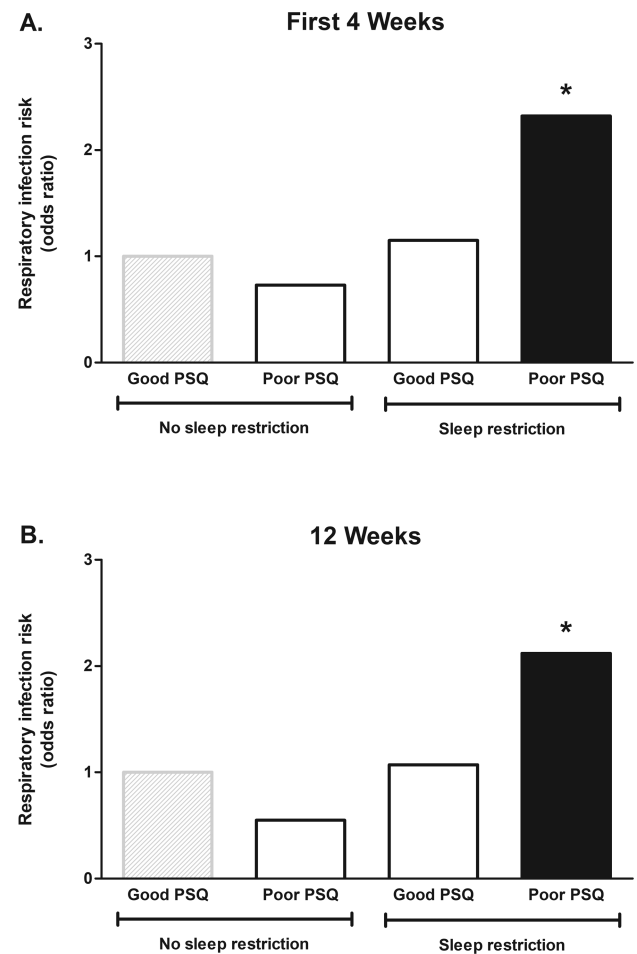 A.
First 4 Weeks
Respiratory infection risk
(odds ratio)
3
2
1
0
*
Good PSQ
Poor PSQ
Good PSQ
Poor PSQ
No sleep restriction
Sleep restriction
B.
12 Weeks
Respiratory infection risk
(odds ratio)
3
2
1
0
*
Good PSQ
Poor PSQ
Good PSQ
Poor PSQ
No sleep restriction
Sleep restriction